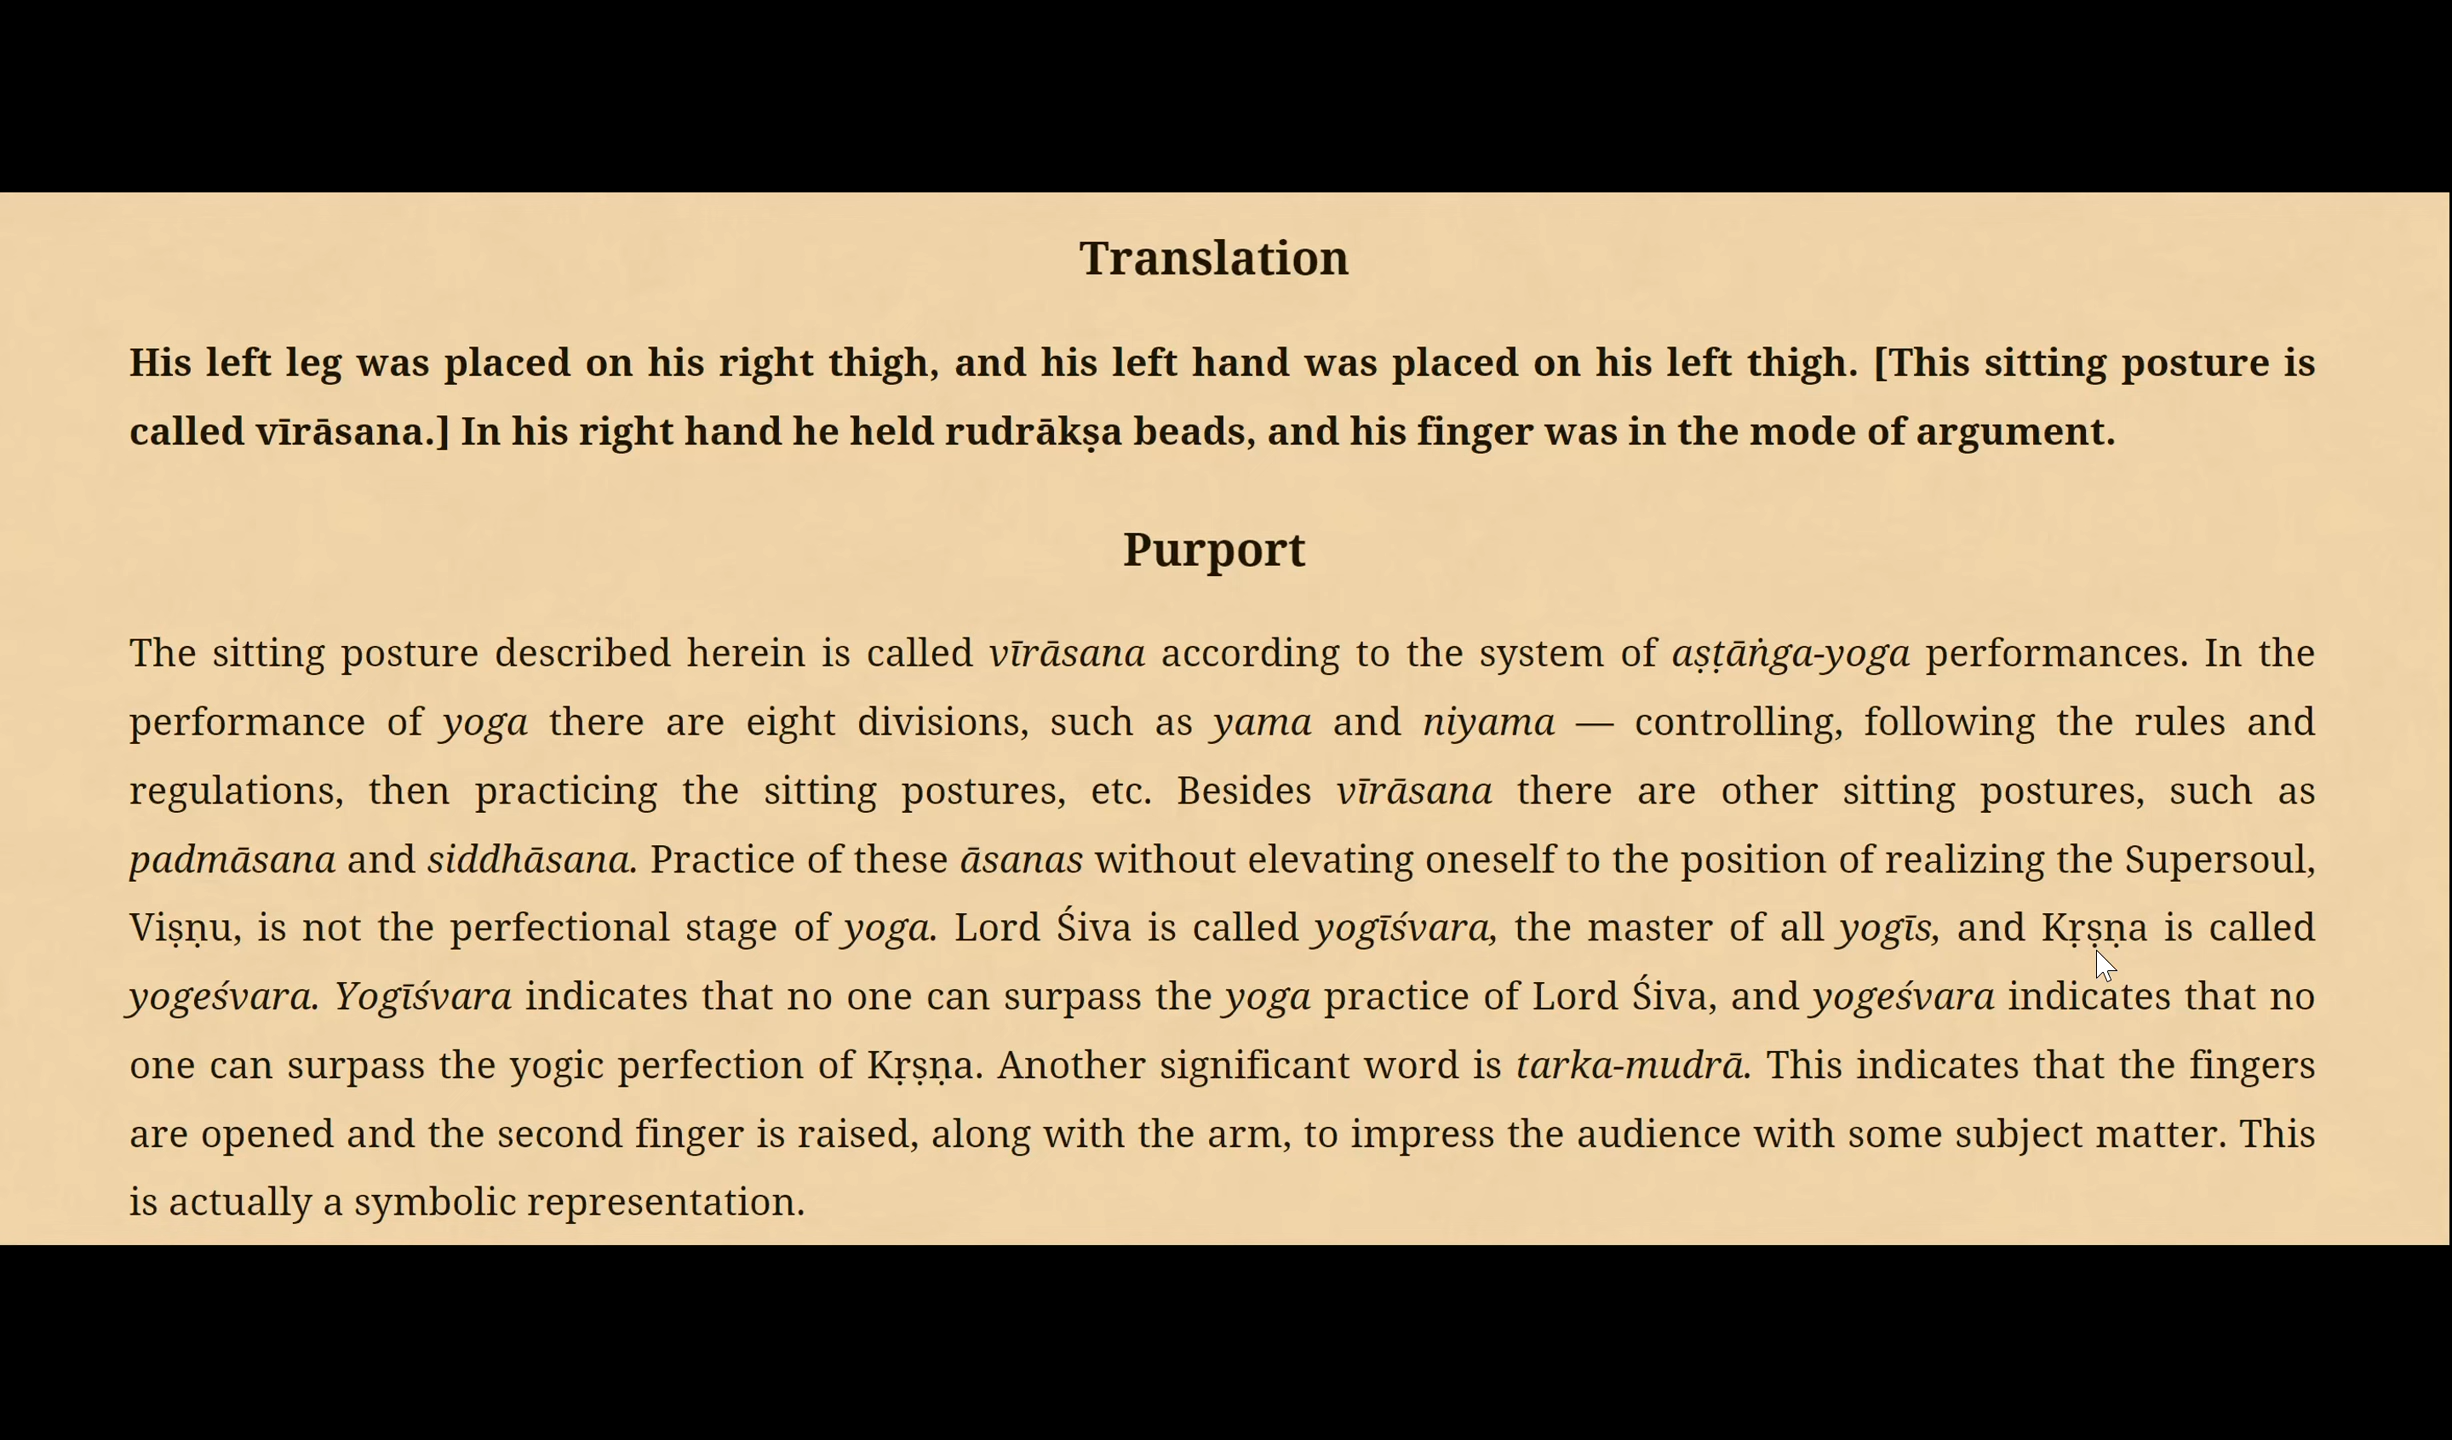 Translation
His left leg was placed on his right thigh, and his left hand was placed on his left thigh. [This sitting posture is
called vīrāsana.] In his right hand he held rudrākṣa beads, and his finger was in the mode of argument.
Purport
The sitting posture described herein is called vīrāsana according to the system of aṣṭāṅga-yoga performances. In the
performance of yoga there are eight divisions, such as yama and niyama — controlling, following the rules and
regulations, then practicing the sitting postures, etc. Besides vīrāsana there are other sitting postures, such as
padmāsana and siddhāsana. Practice of these āsanas without elevating oneself to the position of realizing the Supersoul,
Viṣṇu, is not the perfectional stage of yoga. Lord Śiva is called yogīśvara, the master of all yogīs, and Kṛṣṇa is called
yogeśvara. Yogīśvara indicates that no one can surpass the yoga practice of Lord Śiva, and yogeśvara indicates that no
one can surpass the yogic perfection of Kṛṣṇa. Another significant word is tarka-mudrā. This indicates that the fingers
are opened and the second finger is raised, along with the arm, to impress the audience with some subject matter. This
is actually a symbolic representation.